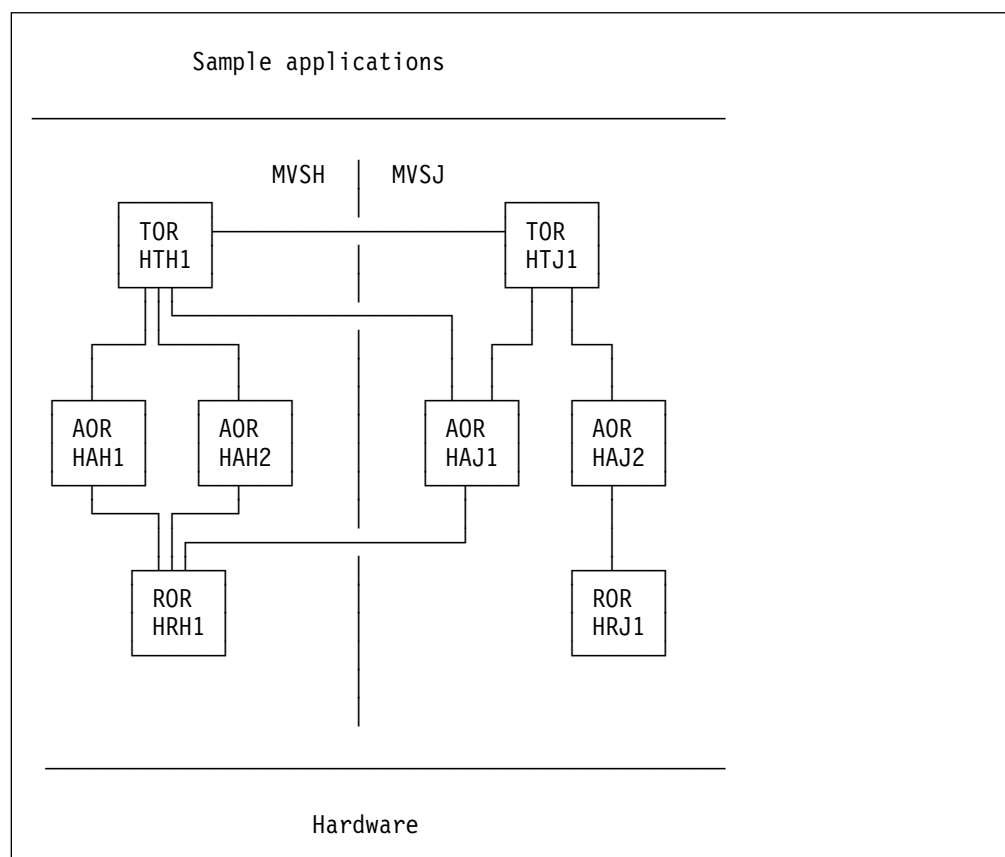 Sample applications
MVSH MVSJ
TOR
HTH1
TOR
HTJ1
AOR
HAH1
AOR
HAH2
AOR
HAJ1
AOR
HAJ2
ROR
HRH1
ROR
HRJ1
Hardware